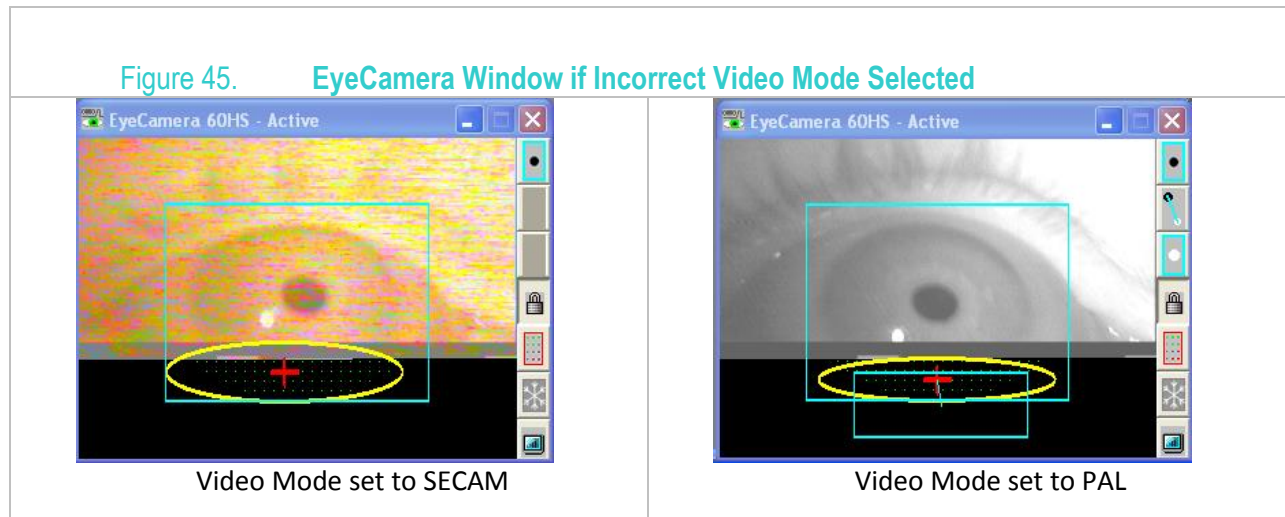 Figure 45. EyeCamera Window if Incorrect Video Mode Selected
EyeCamera 60HS - Active
EyeCamera 60HS - Active
Video Mode set to SECAM
Video Mode set to PAL